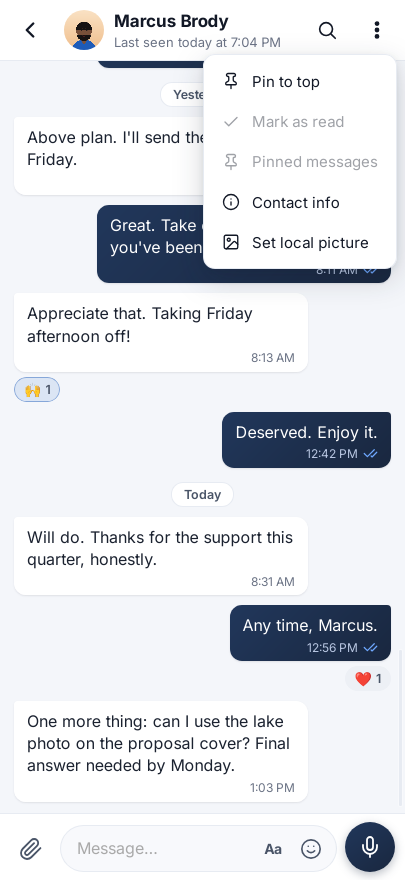 Marcus Brody
Last seen today at 7:04 PM
Pin to top
Mark as read
Pinned messages
Contact info
Set local picture
Above plan. I'll send the
Friday.
Great. Take
you've been
8:11 AM
Appreciate that. Taking Friday
afternoon off!
8:13 AM
🙌 1
Deserved. Enjoy it.
12:42 PM
Today
Will do. Thanks for the support this
quarter, honestly.
8:31 AM
Any time, Marcus.
12:56 PM
❤️ 1
One more thing: can I use the lake
photo on the proposal cover? Final
answer needed by Monday.
1:03 PM
Message...
Aa